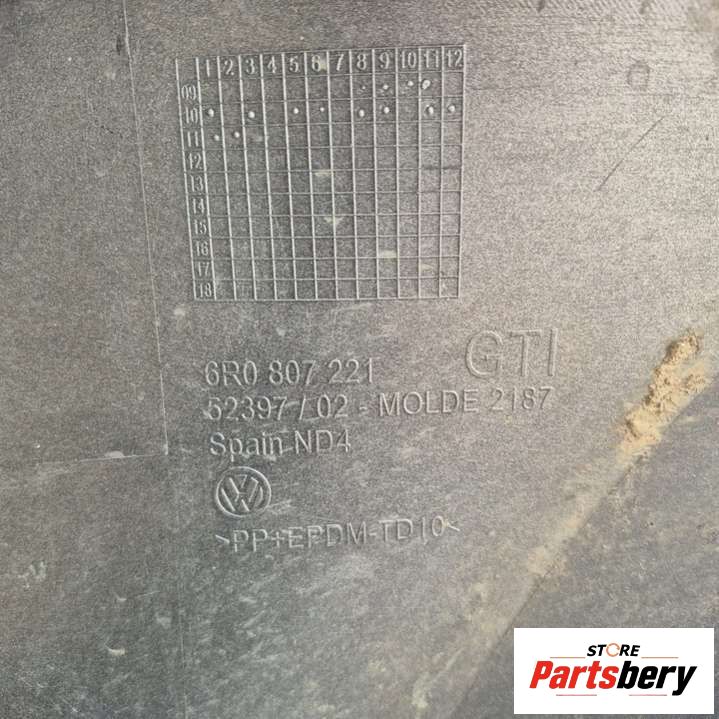 1 2 3 4 5 6 7 8 9 10 11 12
09
10
11
12
13
14
15
16
17
18
GTI
6R0 807 221
52397 / 02 - MOLDE 2187
Spain ND4
VW
>PP+EPDM-TD10<
STORE
Partsbery